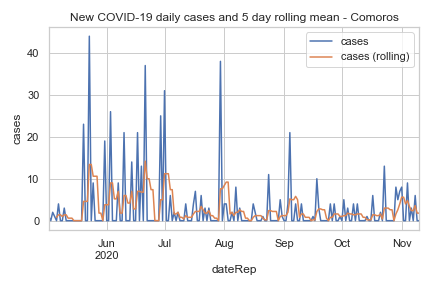 New COVID-19 daily cases and 5 day rolling mean - Comoros
cases
cases (rolling)
cases
40
30
20
10
0
Jun
2020
Jul
Aug
Sep
Oct
Nov
dateRep